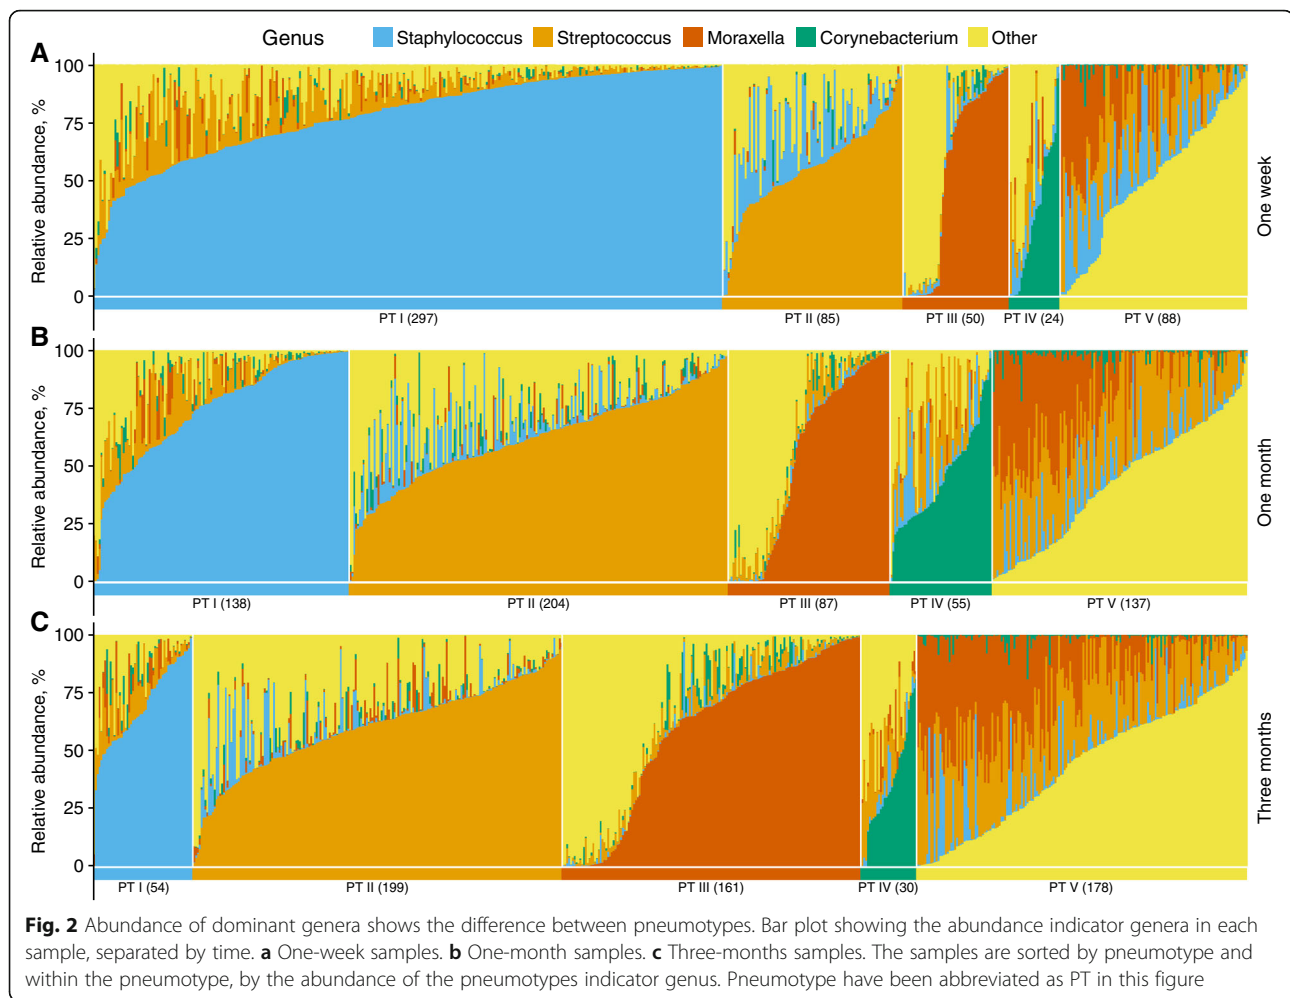 Genus Staphylococcus Streptococcus Moraxella Corynebacterium Other
A
Relative abundance, %
100
75
50
25
0
One week
PT I (297) PT II (85) PT III (50) PT IV (24) PT V (88)
B
Relative abundance, %
100
75
50
25
0
One month
PT I (138) PT II (204) PT III (87) PT IV (55) PT V (137)
C
Relative abundance, %
100
75
50
25
0
Three months
PT I (54) PT II (199) PT III (161) PT IV (30) PT V (178)
Fig. 2 Abundance of dominant genera shows the difference between pneumotypes. Bar plot showing the abundance indicator genera in each
sample, separated by time. a One-week samples. b One-month samples. c Three-months samples. The samples are sorted by pneumotype and
within the pneumotype, by the abundance of the pneumotypes indicator genus. Pneumotype have been abbreviated as PT in this figure